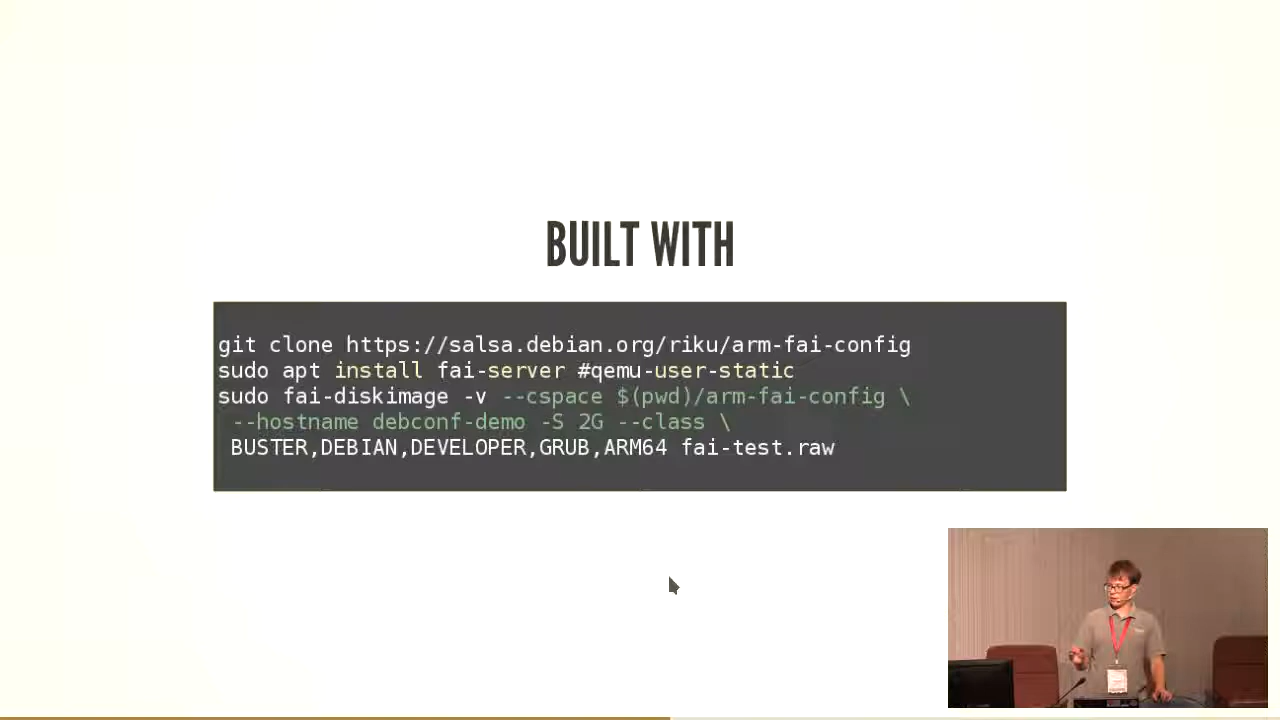 BUILT WITH
git clone https://salsa.debian.org/riku/arm-fai-config
sudo apt install fai-server #qemu-user-static
sudo fai-diskimage -v --cspace $(pwd)/arm-fai-config \
--hostname debconf-demo -S 2G --class \
BUSTER,DEBIAN,DEVELOPER,GRUB,ARM64 fai-test.raw